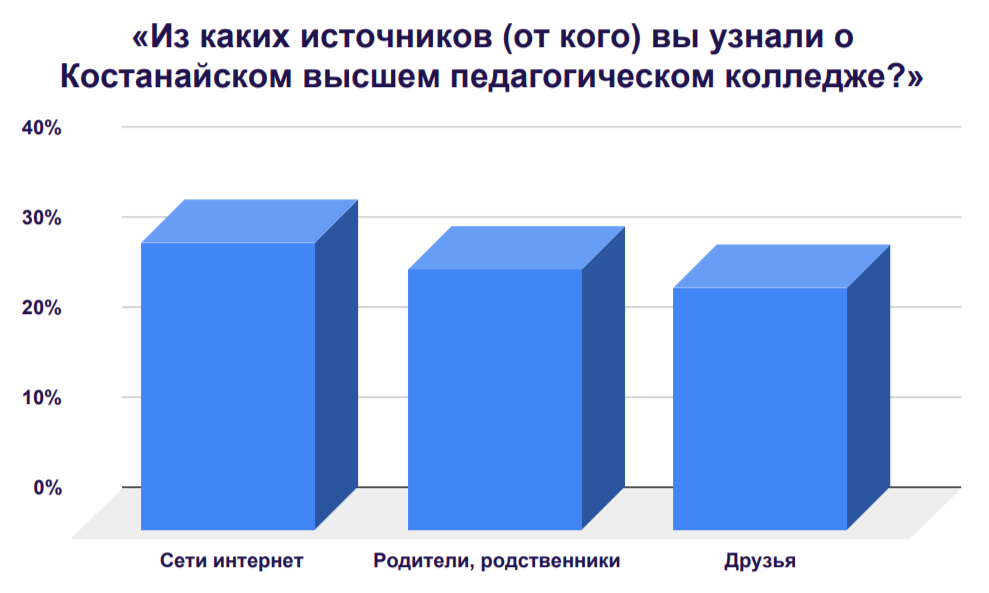 «Из каких источников (от кого) вы узнали о
Костанайском высшем педагогическом колледже?»
40%
30%
20%
10%
0%
Сети интернет
Родители, родственники
Друзья